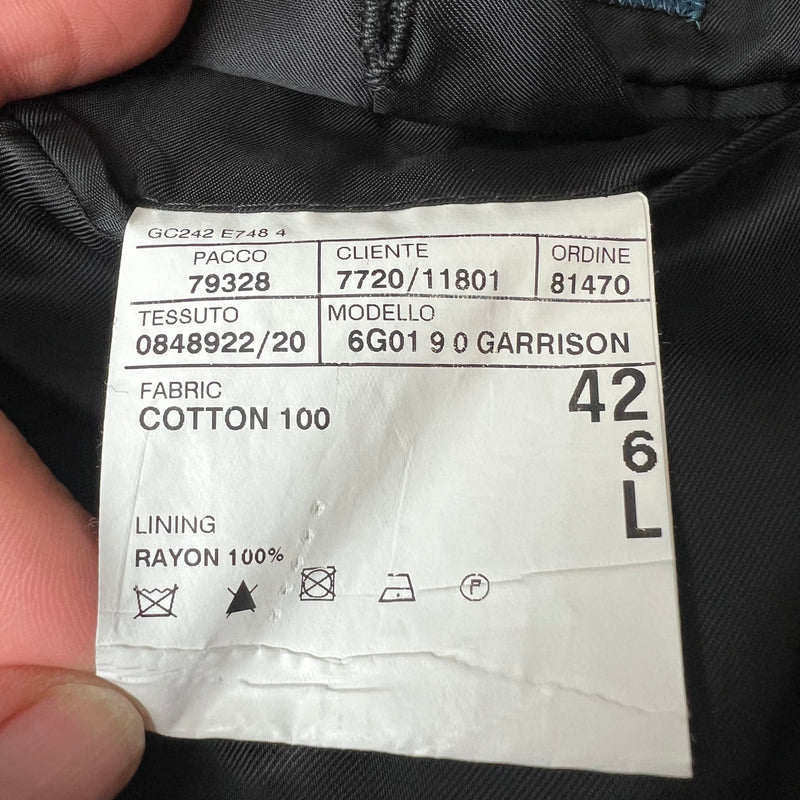 GC242 E748 4
PACCO CLIENTE ORDINE
79328 7720/11801 81470
TESSUTO MODELLO
0848922/20 6G01 9 0 GARRISON
FABRIC 42
COTTON 100 6
L
LINING
RAYON 100%
P